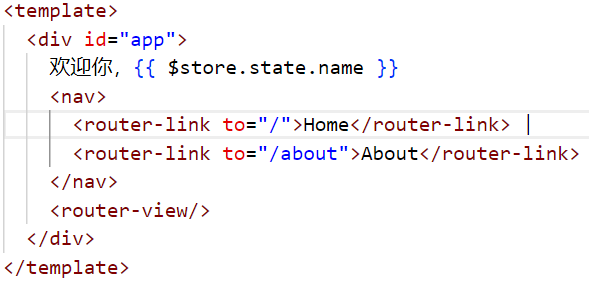 <template>
<div id="app">
欢迎你，{{ $store.state.name }}
<nav>
<router-link to="/">Home</router-link> |
<router-link to="/about">About</router-link>
</nav>
<router-view/>
</div>
</template>